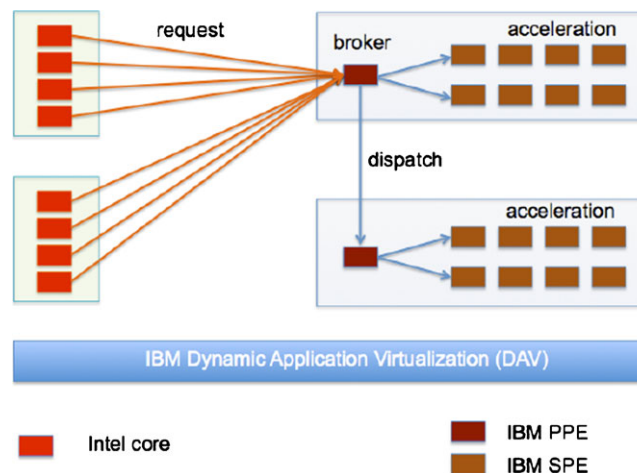 request
broker
acceleration
dispatch
acceleration
IBM Dynamic Application Virtualization (DAV)
Intel core
IBM PPE
IBM SPE